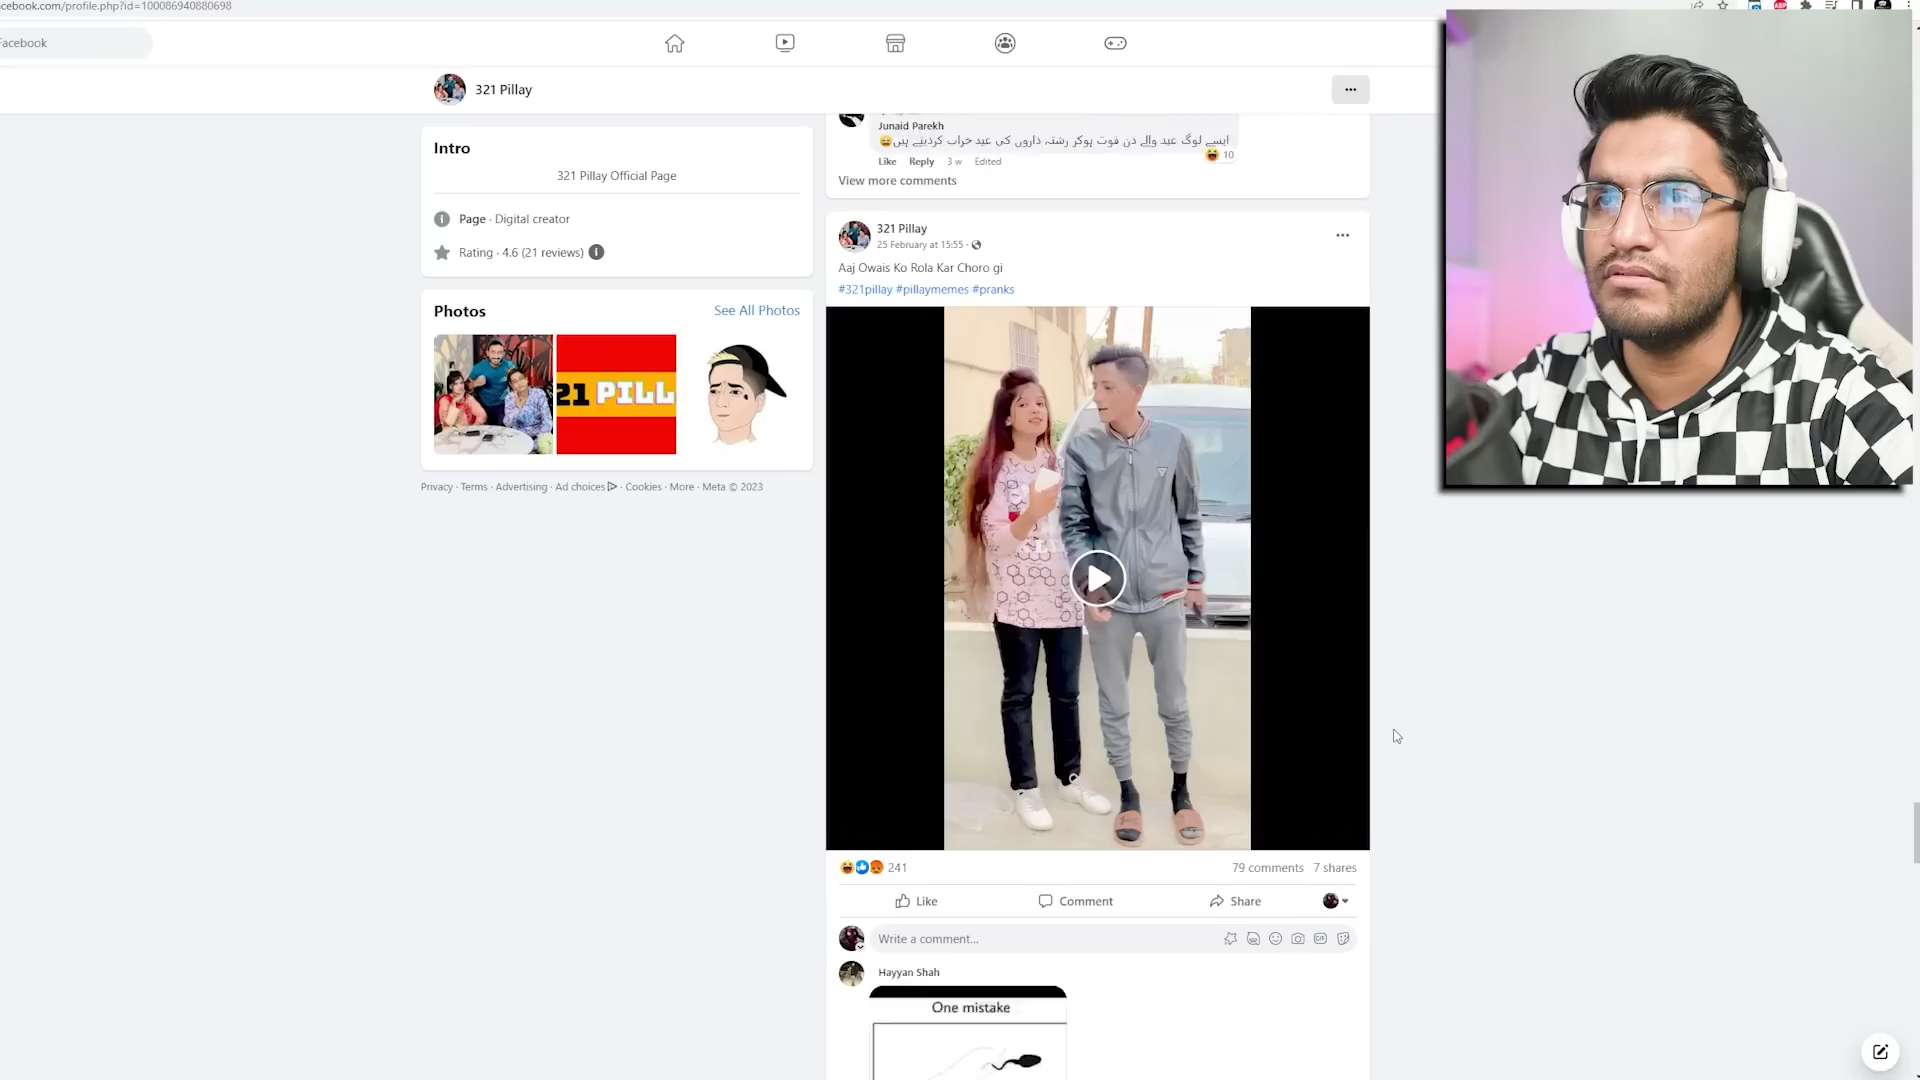 acebook.com/profile.php?id=100086940880698
Facebook
321 Pillay
Intro
321 Pillay Official Page
Page · Digital creator
Rating · 4.6 (21 reviews)
Photos
See All Photos
21 PILL
Privacy · Terms · Advertising · Ad choices · Cookies · More · Meta © 2023
Junaid Parekh
ایسے لوگ عید والے دن فوت ہوکر رشتہ داروں کی عید خراب کردیتے ہیں😄
10
Like Reply 3 w Edited
View more comments
321 Pillay
25 February at 15:55
Aaj Owais Ko Rola Kar Choro gi
#321pillay #pillaymemes #pranks
241
79 comments 7 shares
Like Comment Share
Write a comment...
GIF
Hayyan Shah
One mistake
ABP